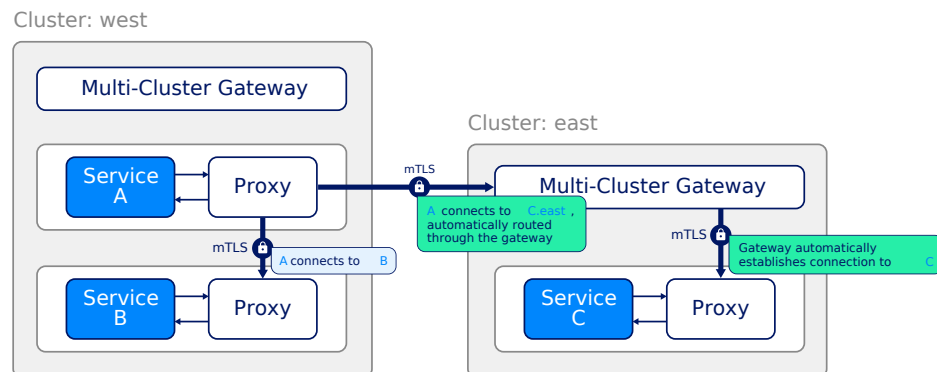 Cluster: west
Multi-Cluster Gateway
Service
A
Proxy
mTLS
A connects to B
Service
B
Proxy
mTLS
A connects to C.east ,
automatically routed
through the gateway
Cluster: east
Multi-Cluster Gateway
mTLS
Gateway automatically
establishes connection to C
Service
C
Proxy